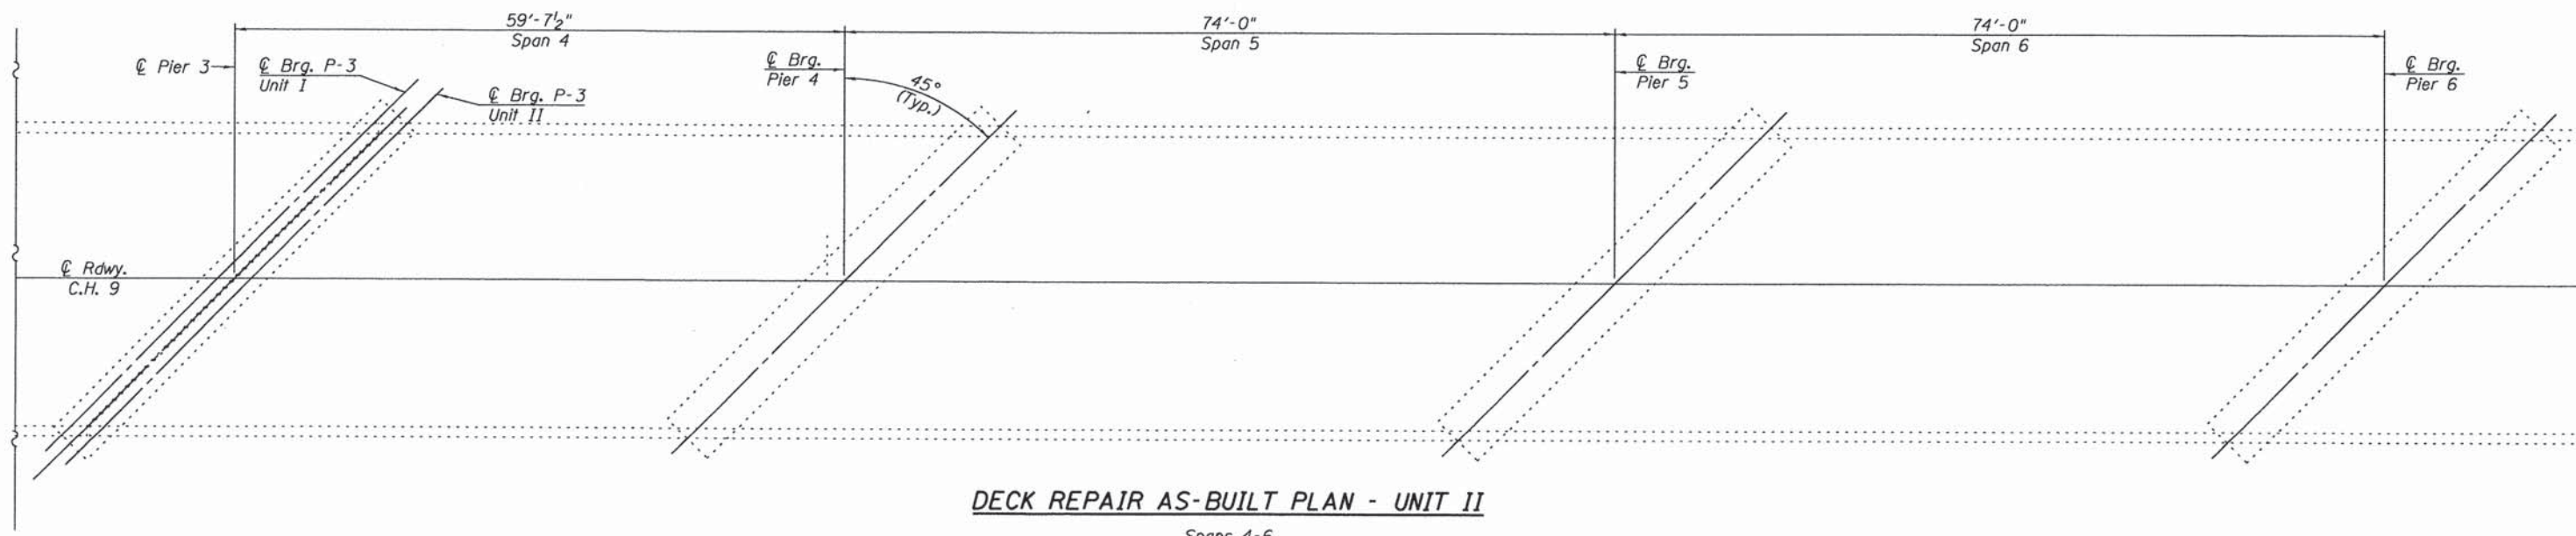 59'-7½"
Span 4
74'-0"
Span 5
74'-0"
Span 6
℄ Pier 3
℄ Brg. P-3
Unit I
℄ Brg. P-3
Unit II
℄ Brg.
Pier 4
45°
(Typ.)
℄ Brg.
Pier 5
℄ Brg.
Pier 6
℄ Rdwy.
C.H. 9
DECK REPAIR AS-BUILT PLAN - UNIT II
Spans 4-6